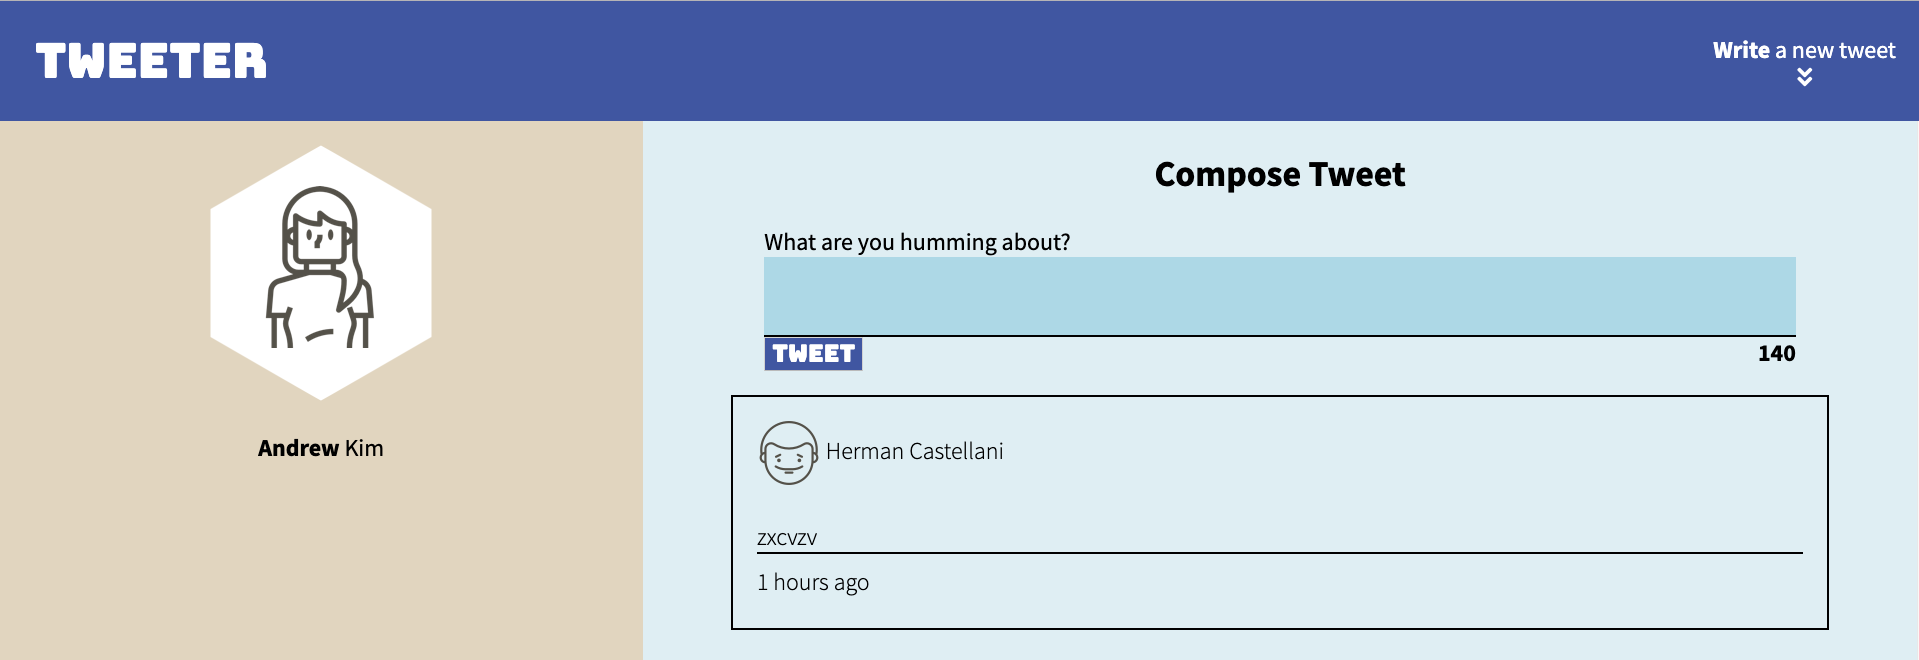 TWEETER
Write a new tweet
Andrew Kim
Compose Tweet
What are you humming about?
TWEET
140
Herman Castellani
zxcvzv
1 hours ago